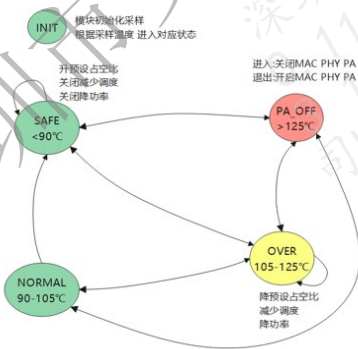 INIT
模块初始化采样
根据采样温度 进入对应状态
升预设占空比
关闭减少调度
关闭降功率
进入:关闭MAC PHY PA
退出:开启MAC PHY PA
SAFE
<90℃
PA_OFF
>125℃
OVER
105-125℃
NORMAL
90-105℃
降预设占空比
减少调度
降功率